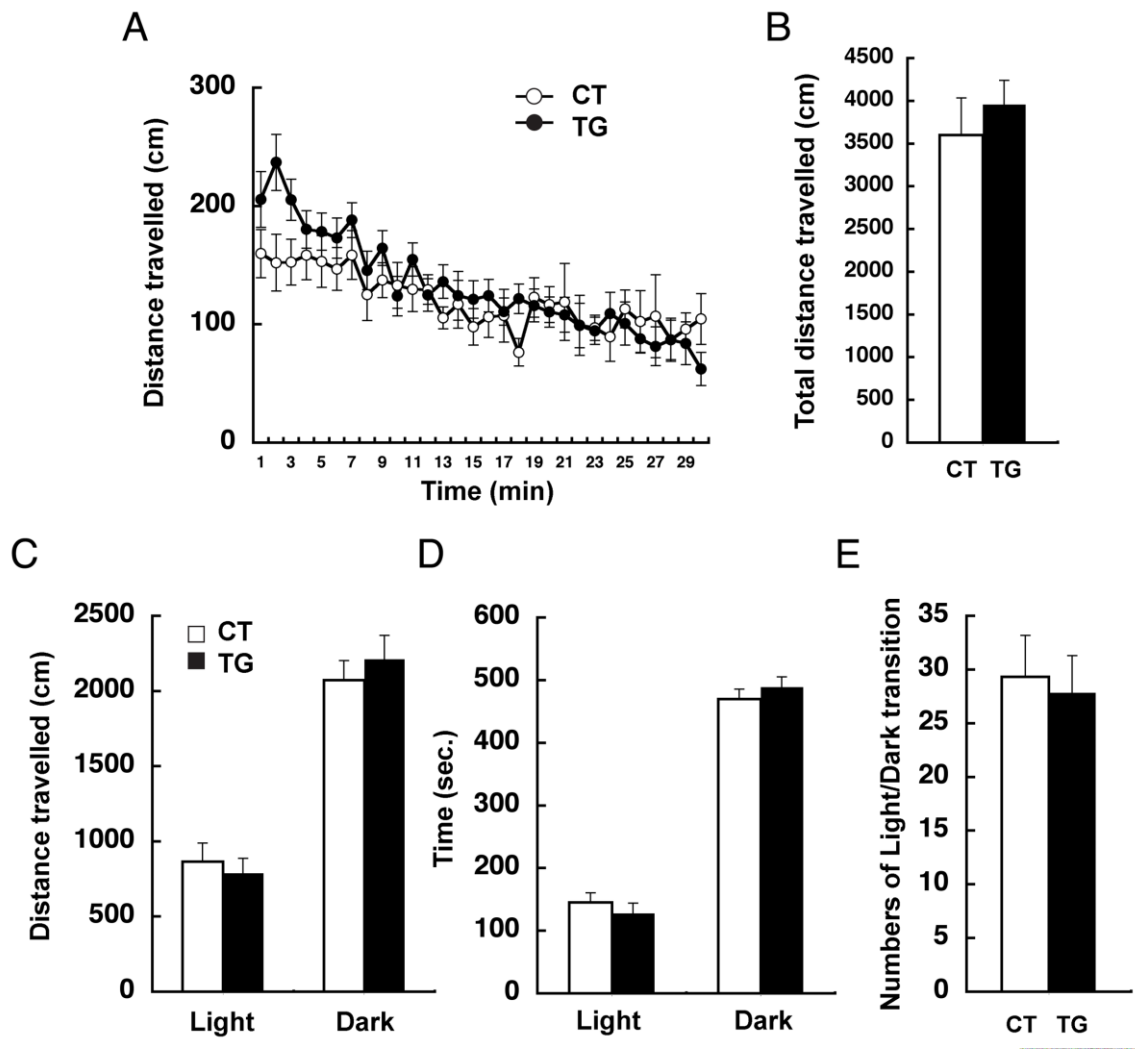 A
B
CT
TG
300
200
100
0
Distance travelled (cm)
1 3 5 7 9 11 13 15 17 19 21 23 25 27 29
Time (min)
4500
4000
3500
3000
2500
2000
1500
1000
500
0
Total distance travelled (cm)
CT TG
C
D
E
CT
TG
2500
2000
1500
1000
500
0
Distance travelled (cm)
Light Dark
600
500
400
300
200
100
0
Time (sec.)
Light Dark
35
30
25
20
15
10
5
0
Numbers of Light/Dark transition
CT TG